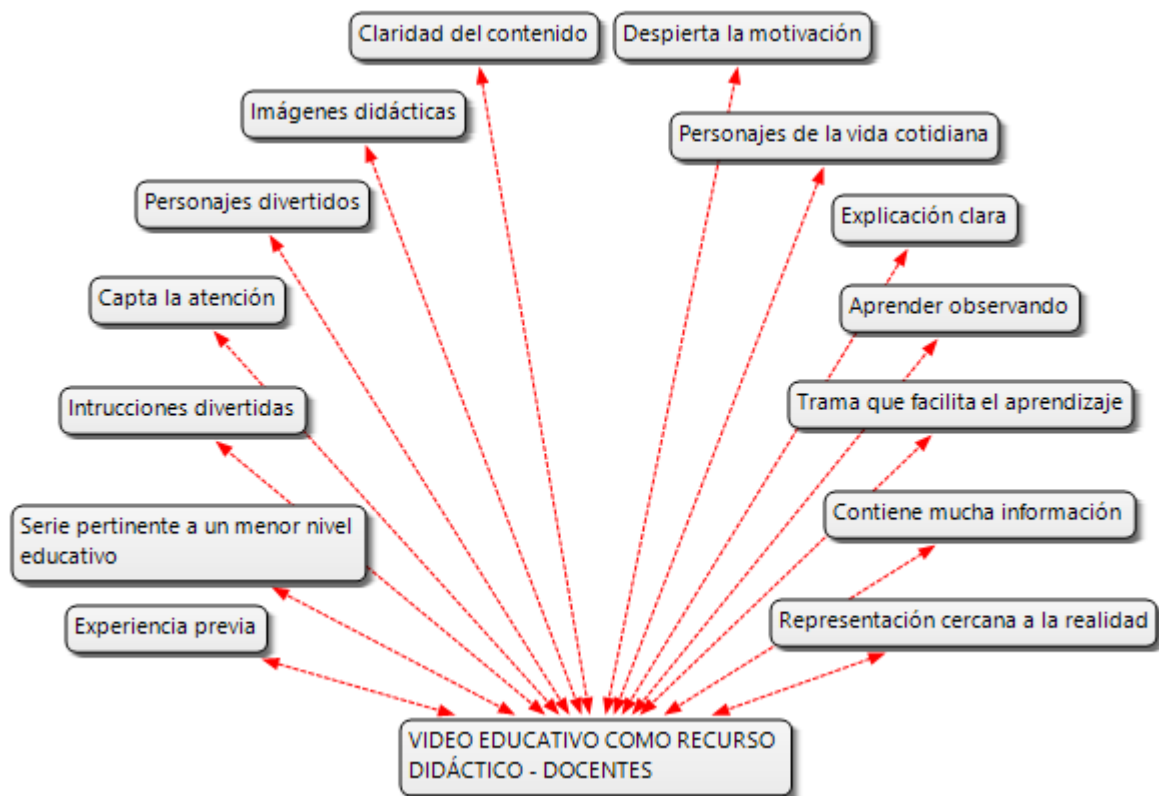 Claridad del contenido
Despierta la motivación
Imágenes didácticas
Personajes de la vida cotidiana
Personajes divertidos
Explicación clara
Capta la atención
Aprender observando
Intrucciones divertidas
Trama que facilita el aprendizaje
Serie pertinente a un menor nivel
educativo
Contiene mucha información
Experiencia previa
Representación cercana a la realidad
VIDEO EDUCATIVO COMO RECURSO
DIDÁCTICO - DOCENTES